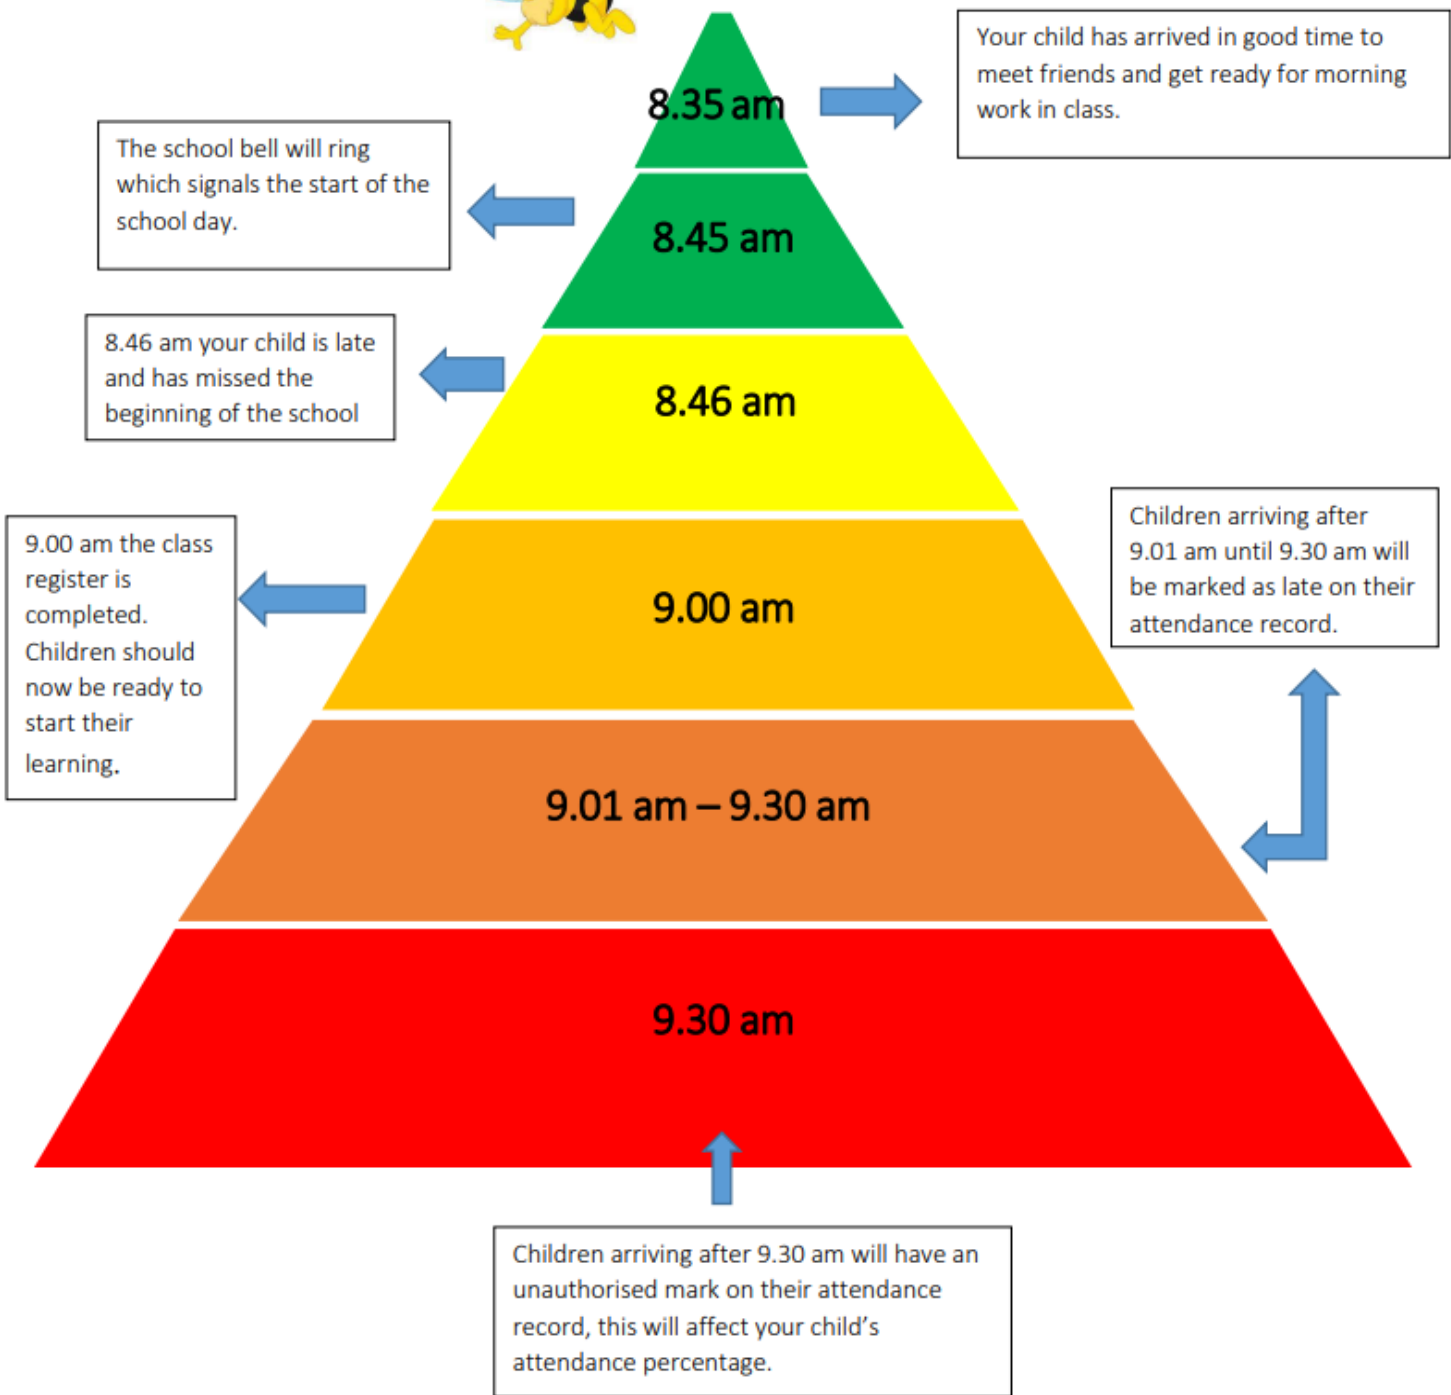 8.35 am
Your child has arrived in good time to
meet friends and get ready for morning
work in class.
The school bell will ring
which signals the start of the
school day.
8.45 am
8.46 am your child is late
and has missed the
beginning of the school
8.46 am
9.00 am the class
register is
completed.
Children should
now be ready to
start their
learning.
9.00 am
Children arriving after
9.01 am until 9.30 am will
be marked as late on their
attendance record.
9.01 am – 9.30 am
9.30 am
Children arriving after 9.30 am will have an
unauthorised mark on their attendance
record, this will affect your child's
attendance percentage.